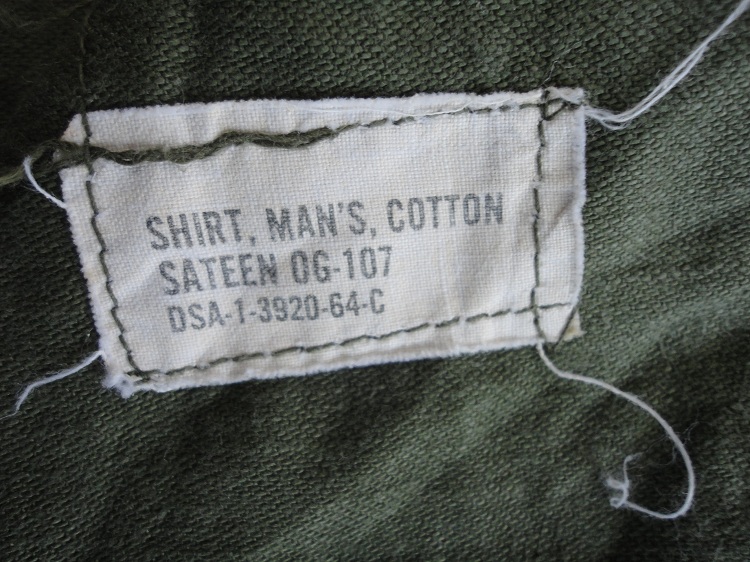 SHIRT, MAN'S, COTTON
SATEEN OG-107
DSA-1-3920-64-C